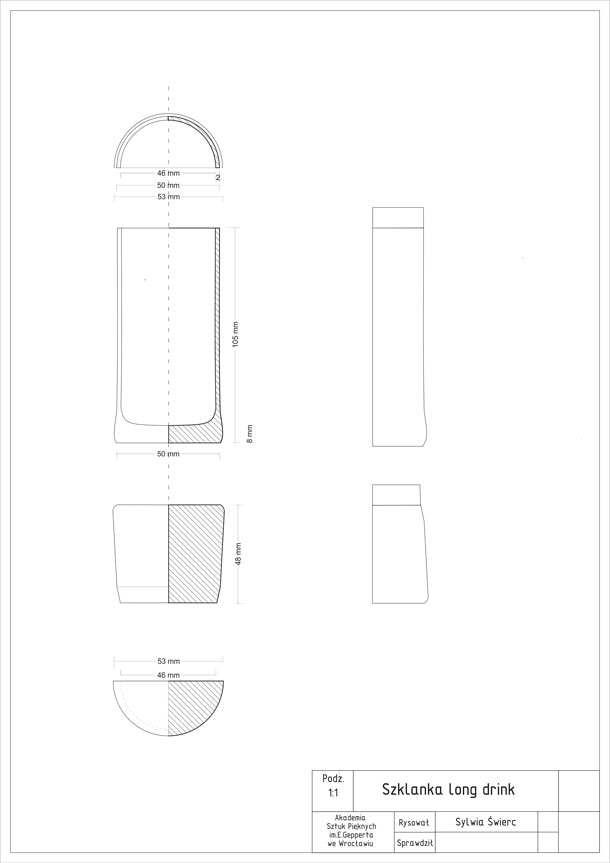 46 mm
2
50 mm
53 mm
105 mm
8 mm
50 mm
48 mm
53 mm
46 mm
Podz.
1:1
Szklanka long drink
Akademia
Sztuk Pięknych
im.E.Gepperta
we Wrocławiu
Rysował
Sylwia Świerc
Sprawdził